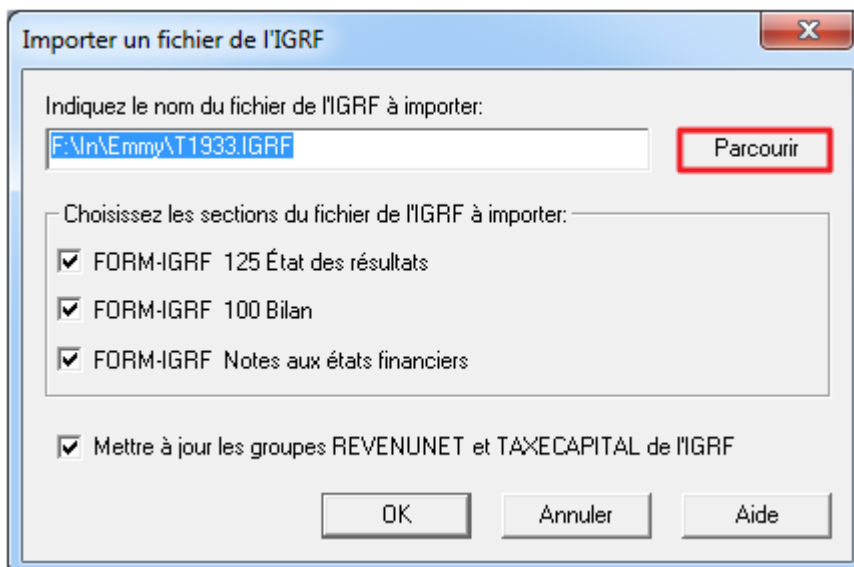 Importer un fichier de l'IGRF
Indiquez le nom du fichier de l'IGRF à importer:
F:\In\Emmy\T1933.IGRF
Parcourir
Choisissez les sections du fichier de l'IGRF à importer:
FORM-IGRF 125 État des résultats
FORM-IGRF 100 Bilan
FORM-IGRF Notes aux états financiers
Mettre à jour les groupes REVENUNET et TAXECAPITAL de l'IGRF
OK Annuler Aide